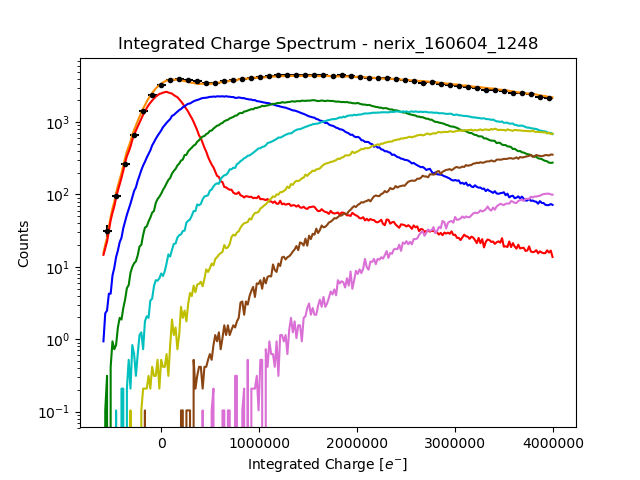 Integrated Charge Spectrum - nerix_160604_1248
Counts
10³
10²
10¹
10⁰
10⁻¹
0 1000000 2000000 3000000 4000000
Integrated Charge [e⁻]